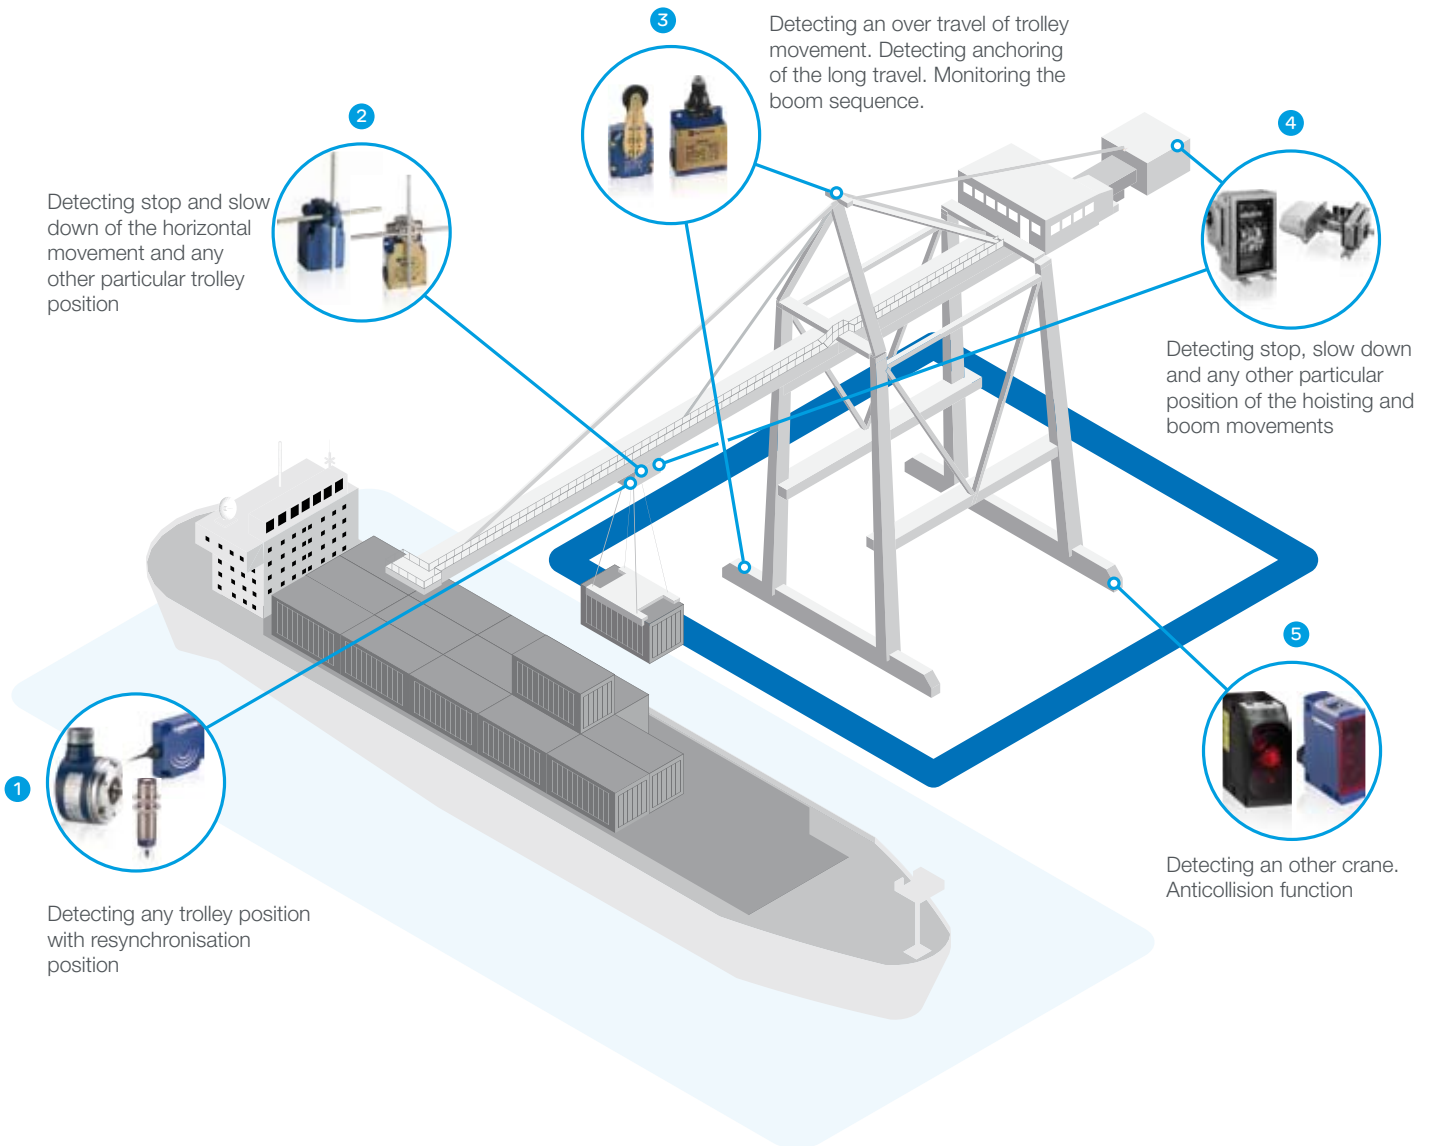 3
Detecting an over travel of trolley
movement. Detecting anchoring
of the long travel. Monitoring the
boom sequence.
2
4
Detecting stop and slow
down of the horizontal
movement and any
other particular trolley
position
Detecting stop, slow down
and any other particular
position of the hoisting and
boom movements
5
1
Detecting an other crane.
Anticollision function
Detecting any trolley position
with resynchronisation
position